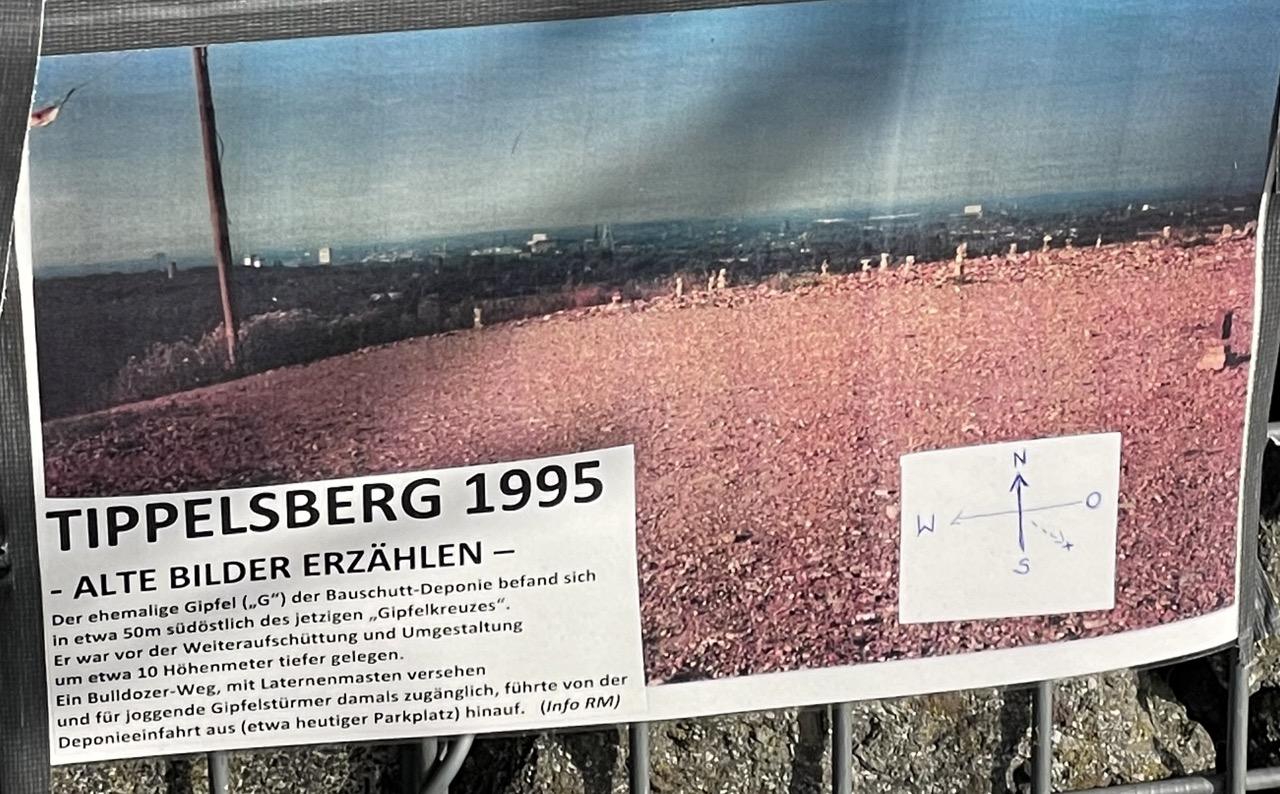 TIPPELSBERG 1995
- ALTE BILDER ERZÄHLEN –
Der ehemalige Gipfel („G“) der Bauschutt-Deponie befand sich
in etwa 50m südöstlich des jetzigen „Gipfelkreuzes“.
Er war vor der Weiteraufschüttung und Umgestaltung
um etwa 10 Höhenmeter tiefer gelegen.
Ein Bulldozer-Weg, mit Laternenmasten versehen
und für joggende Gipfelstürmer damals zugänglich, führte von der
Deponieeinfahrt aus (etwa heutiger Parkplatz) hinauf. (Info RM)
N
W O
S